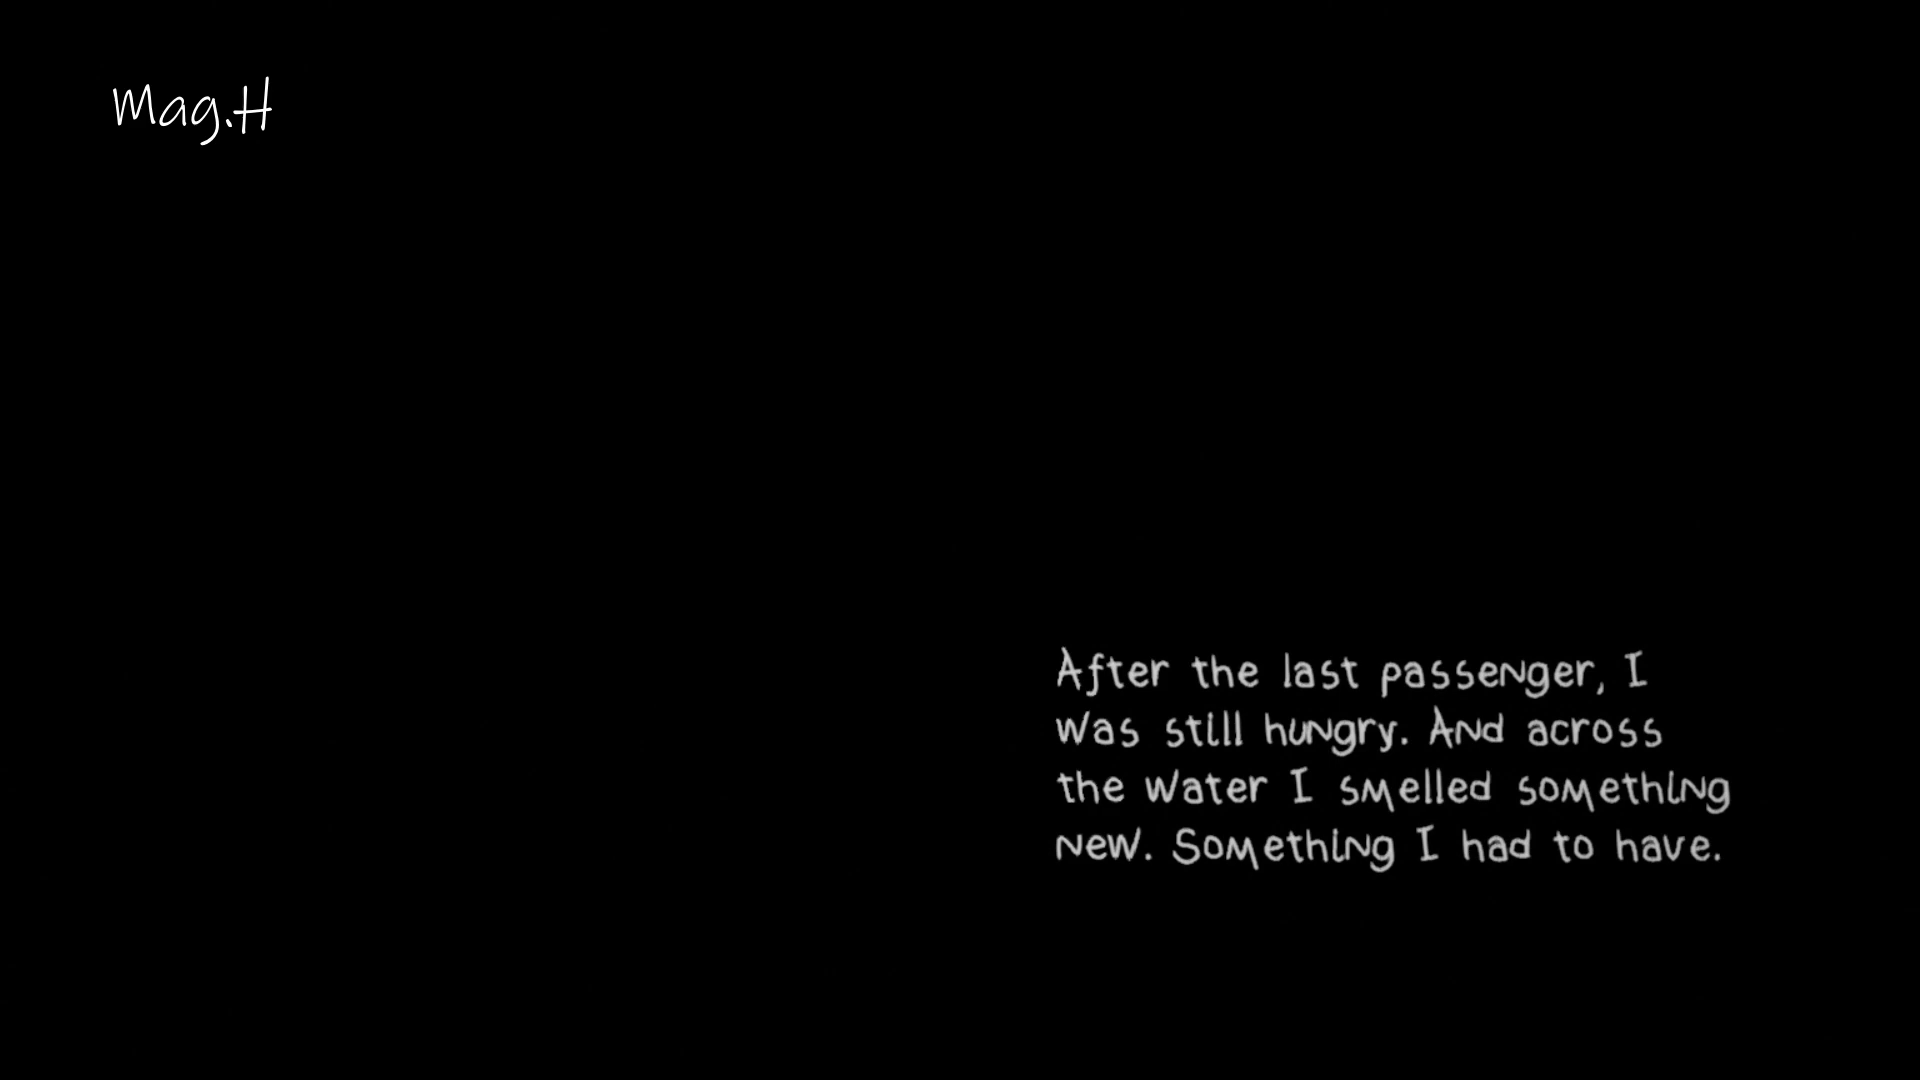 Mag.H
After the last passenger, I
was still hungry. And across
the water I smelled something
new. Something I had to have.